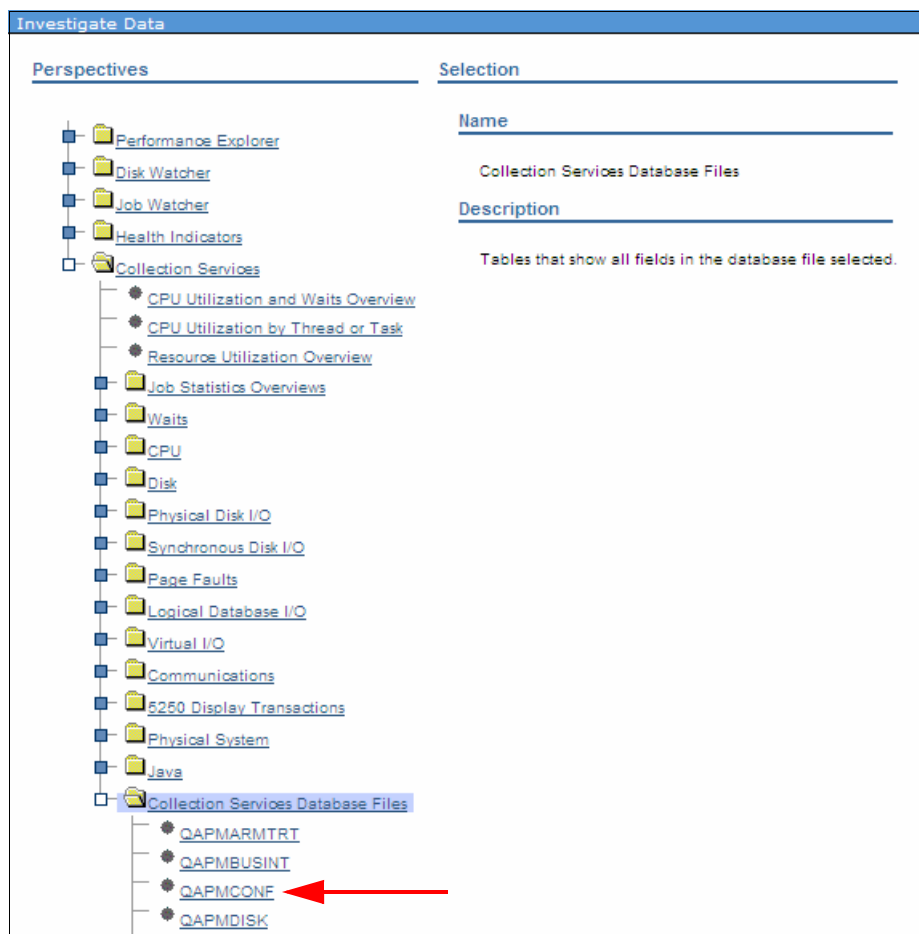 Investigate Data
Perspectives
Performance Explorer
Disk Watcher
Job Watcher
Health Indicators
Collection Services
CPU Utilization and Waits Overview
CPU Utilization by Thread or Task
Resource Utilization Overview
Job Statistics Overviews
Waits
CPU
Disk
Physical Disk I/O
Synchronous Disk I/O
Page Faults
Logical Database I/O
Virtual I/O
Communications
5250 Display Transactions
Physical System
Java
Collection Services Database Files
QAPMARMTRT
QAPMBUSINT
QAPMCONF
QAPMDISK
Selection
Name
Collection Services Database Files
Description
Tables that show all fields in the database file selected.